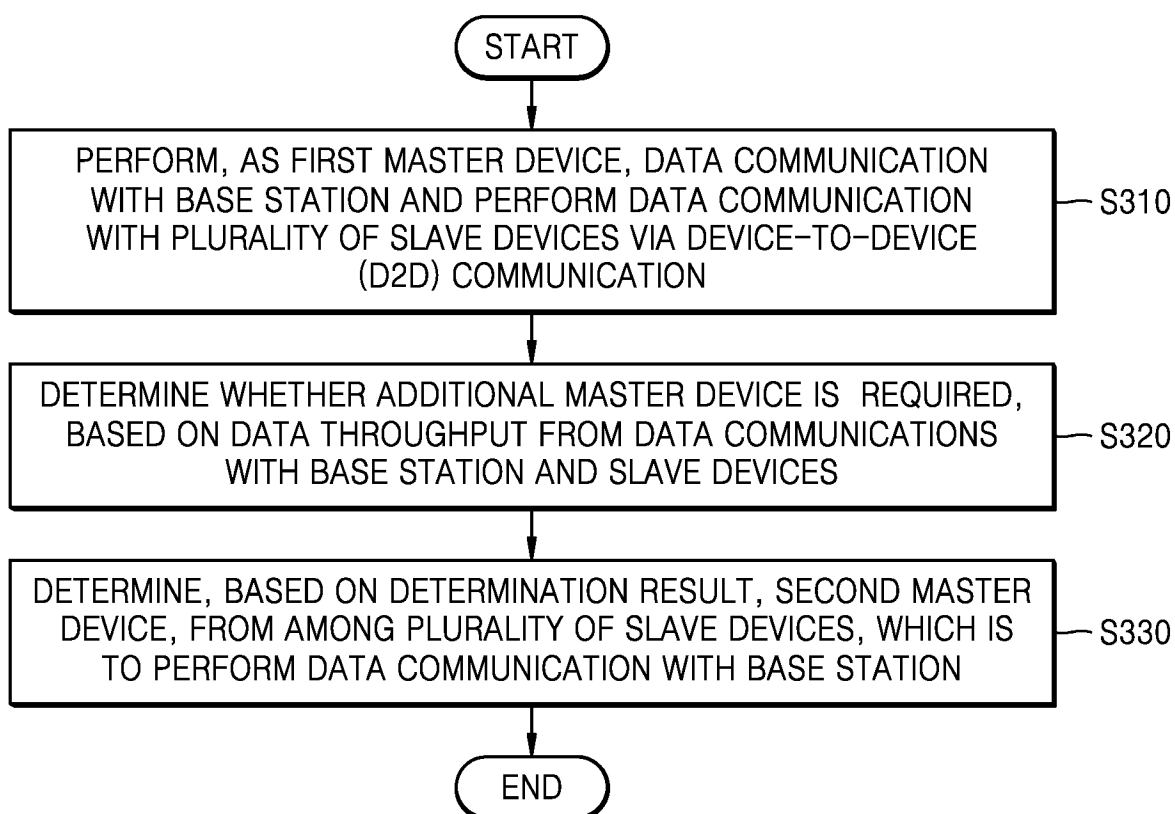 START
PERFORM, AS FIRST MASTER DEVICE, DATA COMMUNICATION
WITH BASE STATION AND PERFORM DATA COMMUNICATION
WITH PLURALITY OF SLAVE DEVICES VIA DEVICE-TO-DEVICE
(D2D) COMMUNICATION
S310
DETERMINE WHETHER ADDITIONAL MASTER DEVICE IS REQUIRED,
BASED ON DATA THROUGHPUT FROM DATA COMMUNICATIONS
WITH BASE STATION AND SLAVE DEVICES
S320
DETERMINE, BASED ON DETERMINATION RESULT, SECOND MASTER
DEVICE, FROM AMONG PLURALITY OF SLAVE DEVICES, WHICH IS
TO PERFORM DATA COMMUNICATION WITH BASE STATION
S330
END